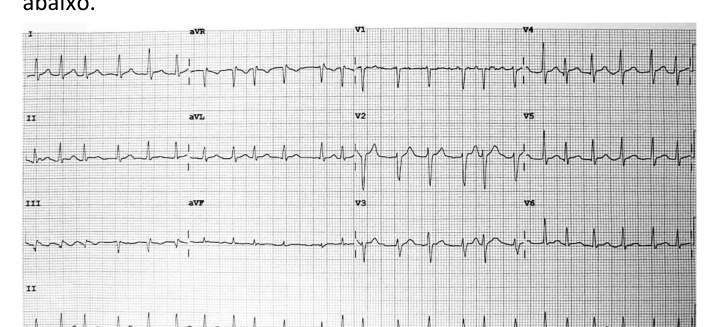 abaixo.
I aVR V1 V4
II aVL V2 V5
III aVF V3 V6
II